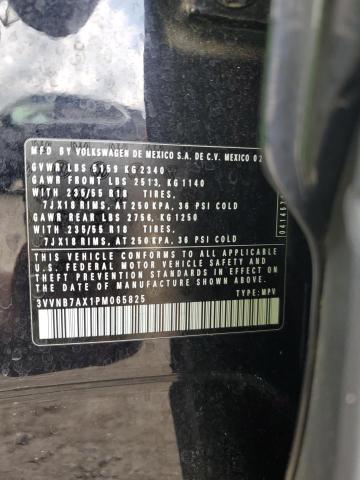 MFD BY VOLKSWAGEN DE MEXICO S.A. DE C.V. MEXICO 02
GVWR LBS 5159 KG 2340
GAWR FRONT LBS 2513, KG 1140
WITH 235/55 R18 TIRES,
7JX18 RIMS, AT 250 KPA, 36 PSI COLD
GAWR REAR LBS 2756, KG 1250
WITH 235/55 R18 TIRES,
7JX18 RIMS, AT 250 KPA, 36 PSI COLD
THIS VEHICLE CONFORMS TO ALL APPLICABLE
U.S. FEDERAL MOTOR VEHICLE SAFETY STANDARDS
IN EFFECT ON THE DATE OF MANUFACTURE SHOWN ABOVE
3VVNB7AX1PM065825 TYPE: MPV